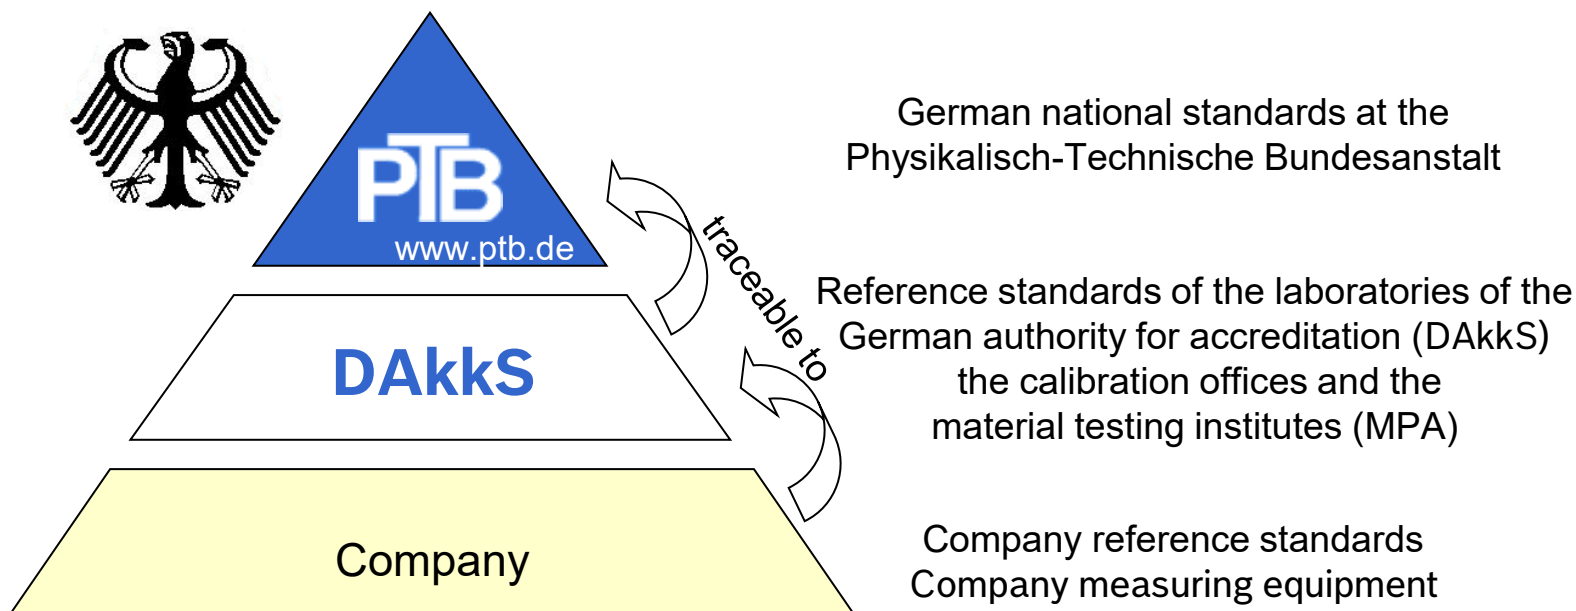 PTB
www.ptb.de
German national standards at the
Physikalisch-Technische Bundesanstalt
traceable to
DAkkS
Reference standards of the laboratories of the
German authority for accreditation (DAkkS)
the calibration offices and the
material testing institutes (MPA)
Company
Company reference standards
Company measuring equipment